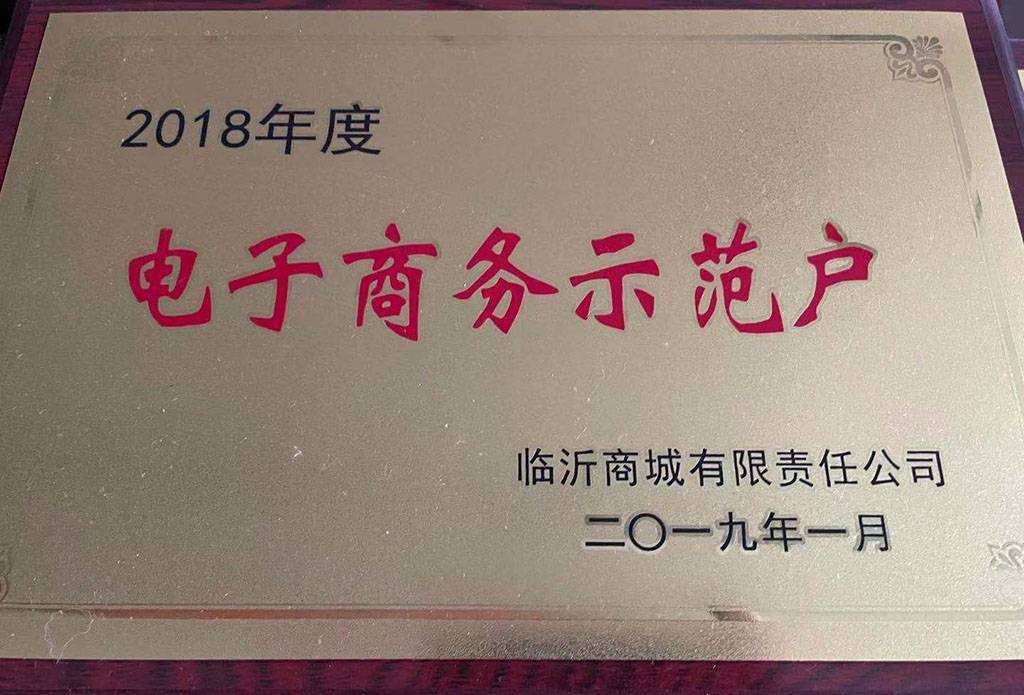 2018年度
电子商务示范户
临沂商城有限责任公司
二〇一九年一月